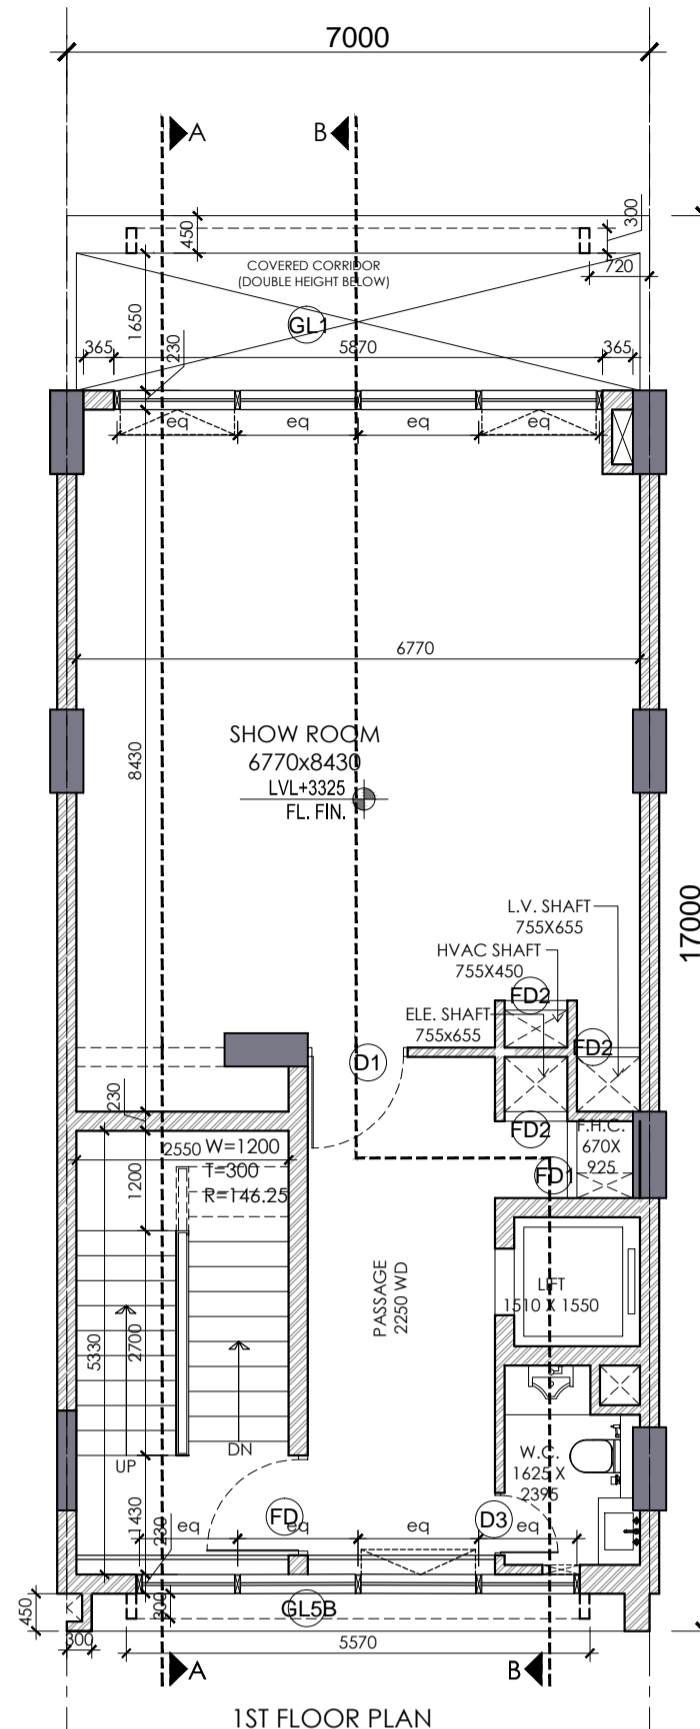 7000
A
B
450
300
COVERED CORRIDOR
(DOUBLE HEIGHT BELOW)
720
1650
GL1
230
365
5870
365
eq
eq
eq
eq
6770
8430
SHOW ROOM
6770x8430
LVL+3325
FL. FIN.
17000
L.V. SHAFT
755X655
HVAC SHAFT
755X450
FD2
ELE. SHAFT
755x655
FD2
D1
230
FD2
F.H.C.
670X
925
2550
W=1200
T=300
R=146.25
FD1
1200
PASSAGE
2250 WD
LIFT
1510 X 1550
5330
2700
UP
DN
W.C.
1625 X
2395
1430
230
eq
FD
eq
eq
D3
eq
450
300
300
GL5B
5570
A
B
1ST FLOOR PLAN